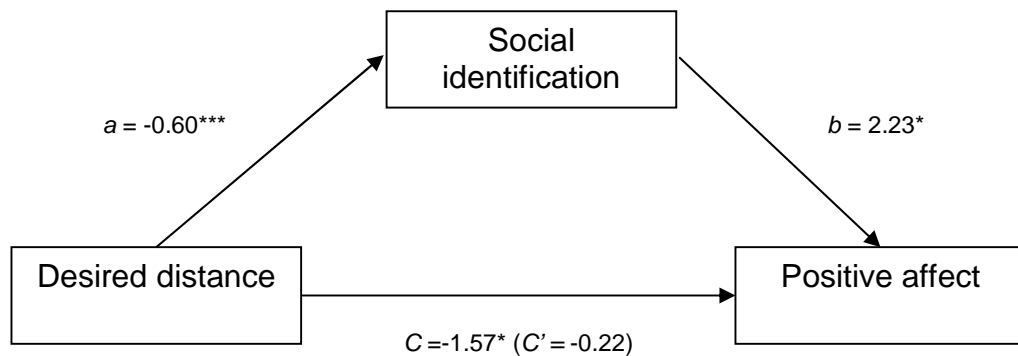 Social
identification
a = -0.60***
b = 2.23*
Desired distance
Positive affect
C =-1.57* (C’ = -0.22)